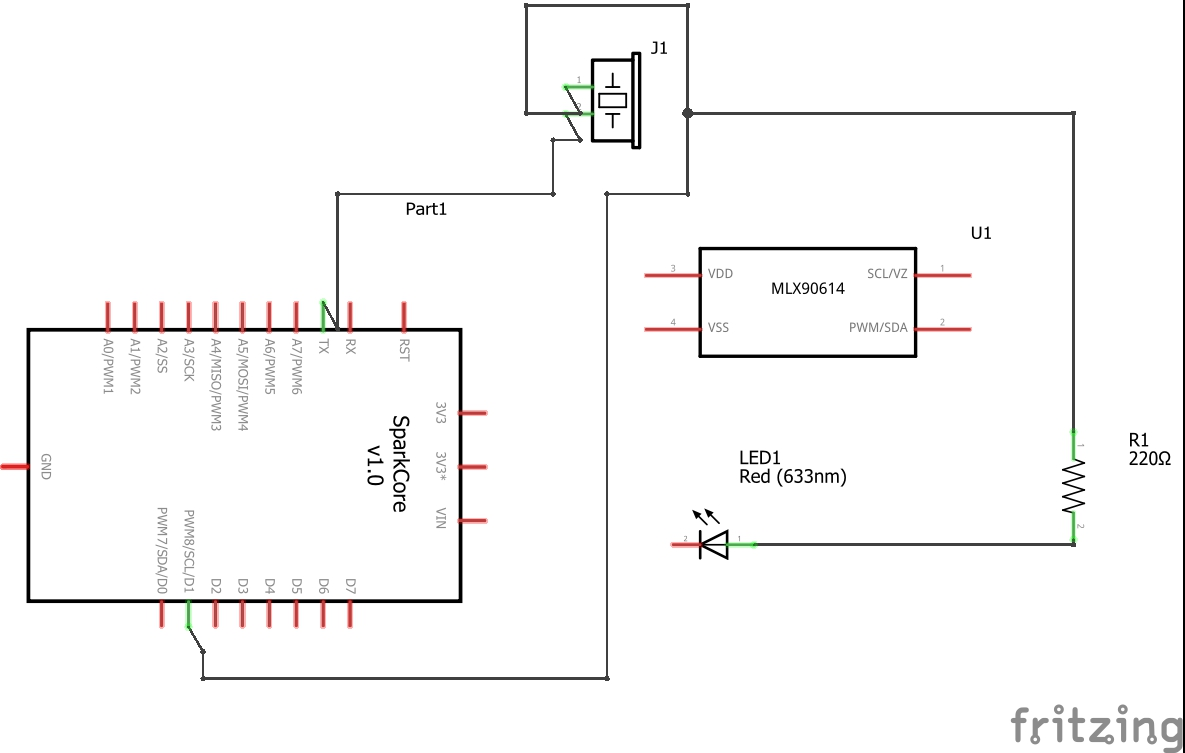 J1
1
2
Part1
U1
3
VDD
SCL/VZ
1
MLX90614
4
VSS
PWM/SDA
2
A0/PWM1
A1/PWM2
A2/SS
A3/SCK
A4/MISO/PWM3
A5/MOSI/PWM4
A6/PWM5
A7/PWM6
TX
RX
RST
3V3
3V3*
VIN
SparkCore
v1.0
GND
PWM7/SDA/D0
PWM8/SCL/D1
D2
D3
D4
D5
D6
D7
LED1
Red (633nm)
2
1
R1
220Ω
1
2
fritzing